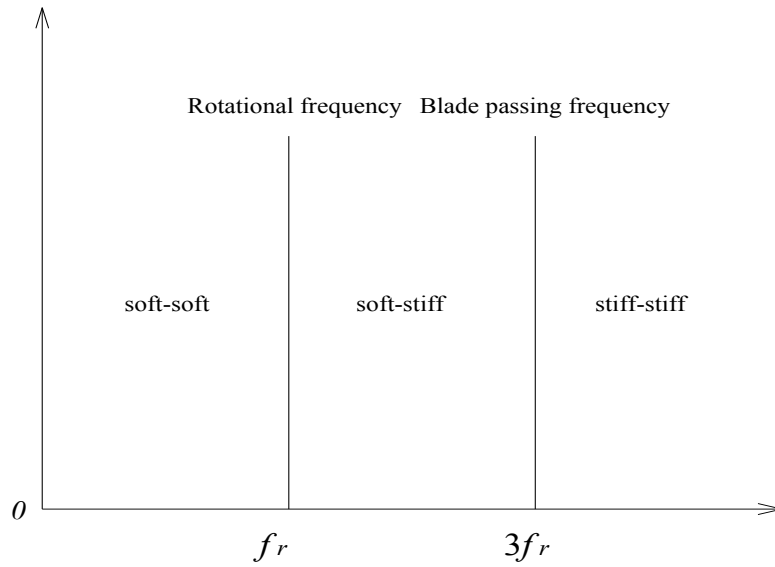 Rotational frequency Blade passing frequency
soft-soft soft-stiff stiff-stiff
0
fr 3fr